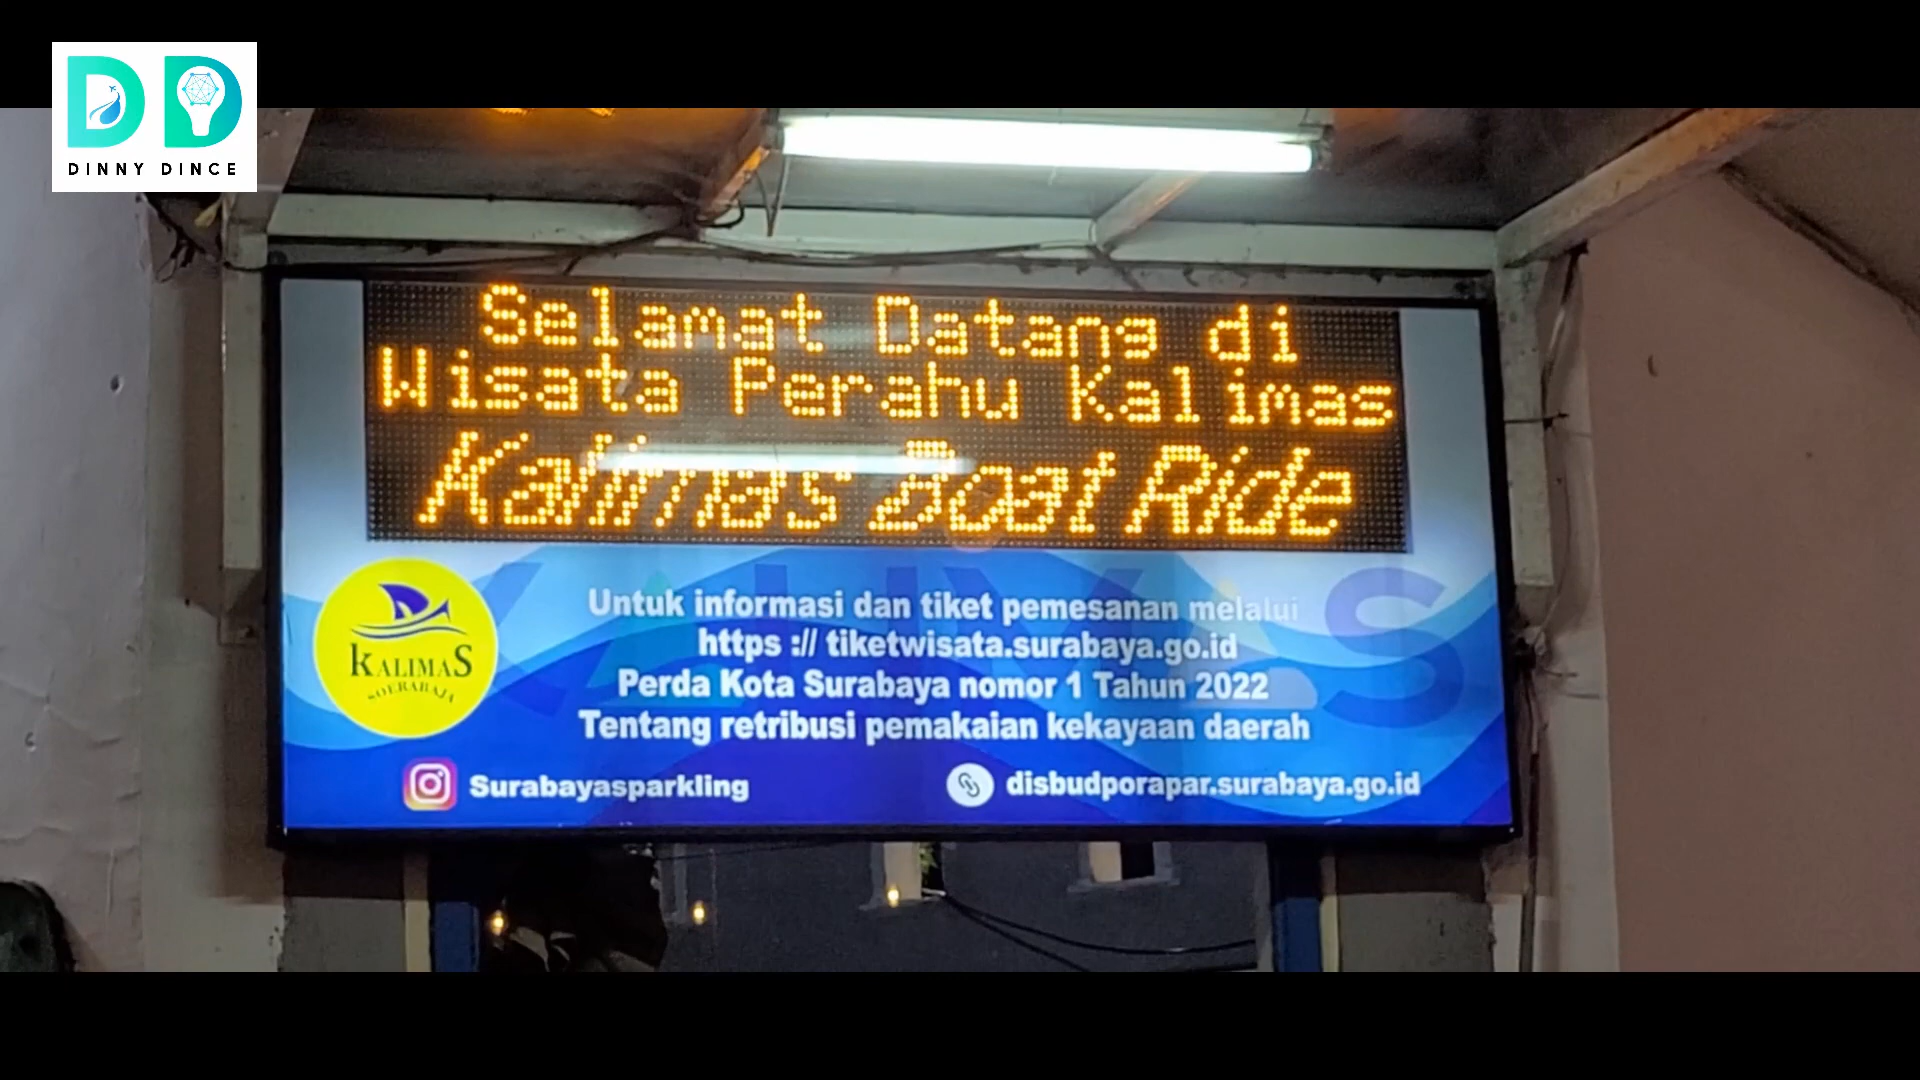 DD
DINNY DINCE
Selamat Datang di
Wisata Perahu Kalimas
Kalimas Boat Ride
KALIMAS
KALIMAS
SOERABAJA
Untuk informasi dan tiket pemesanan melalui
https :// tiketwisata.surabaya.go.id
Perda Kota Surabaya nomor 1 Tahun 2022
Tentang retribusi pemakaian kekayaan daerah
Surabayasparkling
disbudporapar.surabaya.go.id